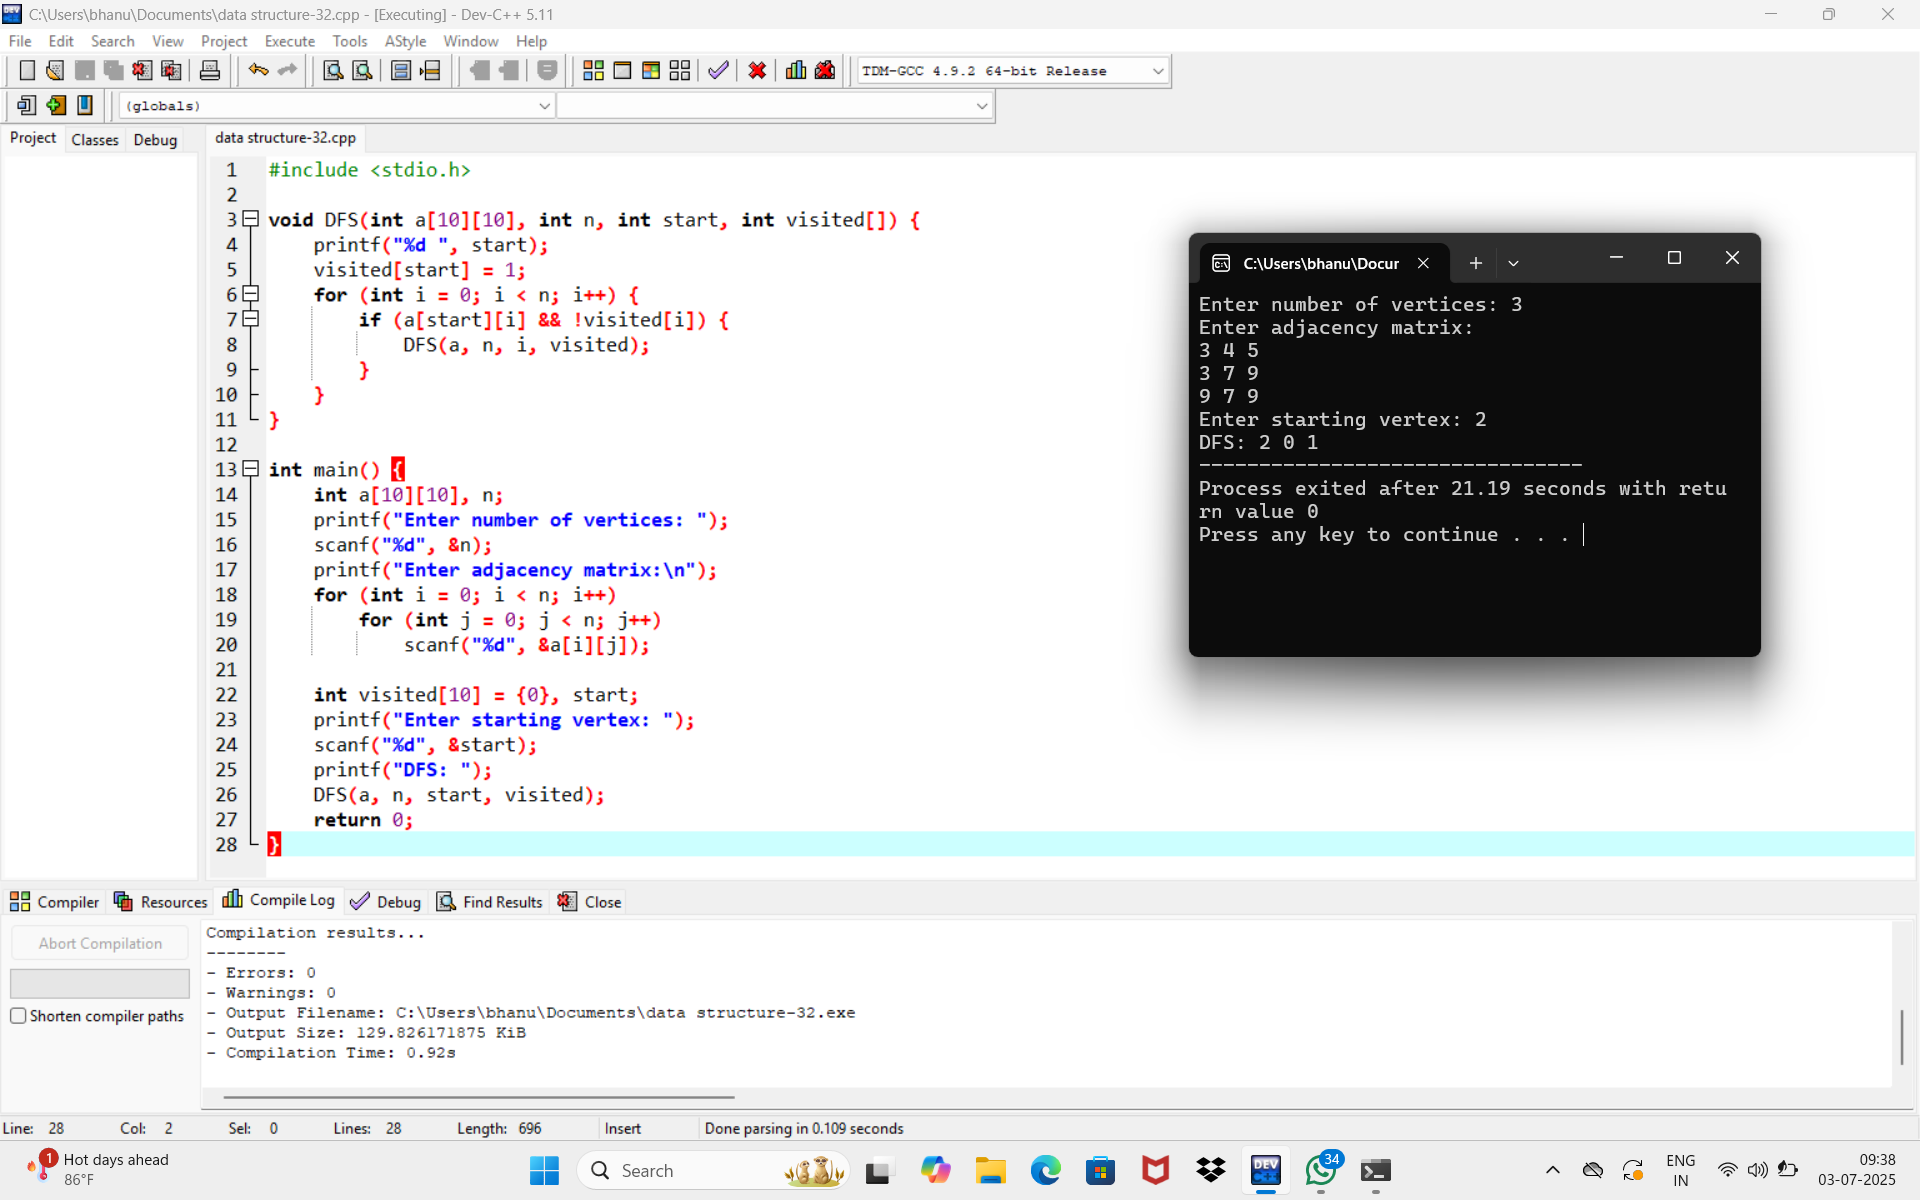 C:\Users\bhanu\Documents\data structure-32.cpp - [Executing] - Dev-C++ 5.11
File Edit Search View Project Execute Tools AStyle Window Help
TDM-GCC 4.9.2 64-bit Release
(globals)
Project Classes Debug
data structure-32.cpp
1 #include <stdio.h>
2
3 void DFS(int a[10][10], int n, int start, int visited[]) {
4 printf("%d ", start);
5 visited[start] = 1;
6 for (int i = 0; i < n; i++) {
7 if (a[start][i] && !visited[i]) {
8 DFS(a, n, i, visited);
9 }
10 }
11 }
12
13 int main() {
14 int a[10][10], n;
15 printf("Enter number of vertices: ");
16 scanf("%d", &n);
17 printf("Enter adjacency matrix:\n");
18 for (int i = 0; i < n; i++)
19 for (int j = 0; j < n; j++)
20 scanf("%d", &a[i][j]);
21
22 int visited[10] = {0}, start;
23 printf("Enter starting vertex: ");
24 scanf("%d", &start);
25 printf("DFS: ");
26 DFS(a, n, start, visited);
27 return 0;
28 }
C:\Users\bhanu\Docur
Enter number of vertices: 3
Enter adjacency matrix:
3 4 5
3 7 9
9 7 9
Enter starting vertex: 2
DFS: 2 0 1
--------------------------------
Process exited after 21.19 seconds with retu
rn value 0
Press any key to continue . . .
Compiler Resources Compile Log Debug Find Results Close
Abort Compilation
Shorten compiler paths
Compilation results...
--------
- Errors: 0
- Warnings: 0
- Output Filename: C:\Users\bhanu\Documents\data structure-32.exe
- Output Size: 129.826171875 KiB
- Compilation Time: 0.92s
Line: 28 Col: 2 Sel: 0 Lines: 28 Length: 696 Insert Done parsing in 0.109 seconds
1
Hot days ahead
86°F
Search
DEV
34
ENG
IN
09:38
03-07-2025